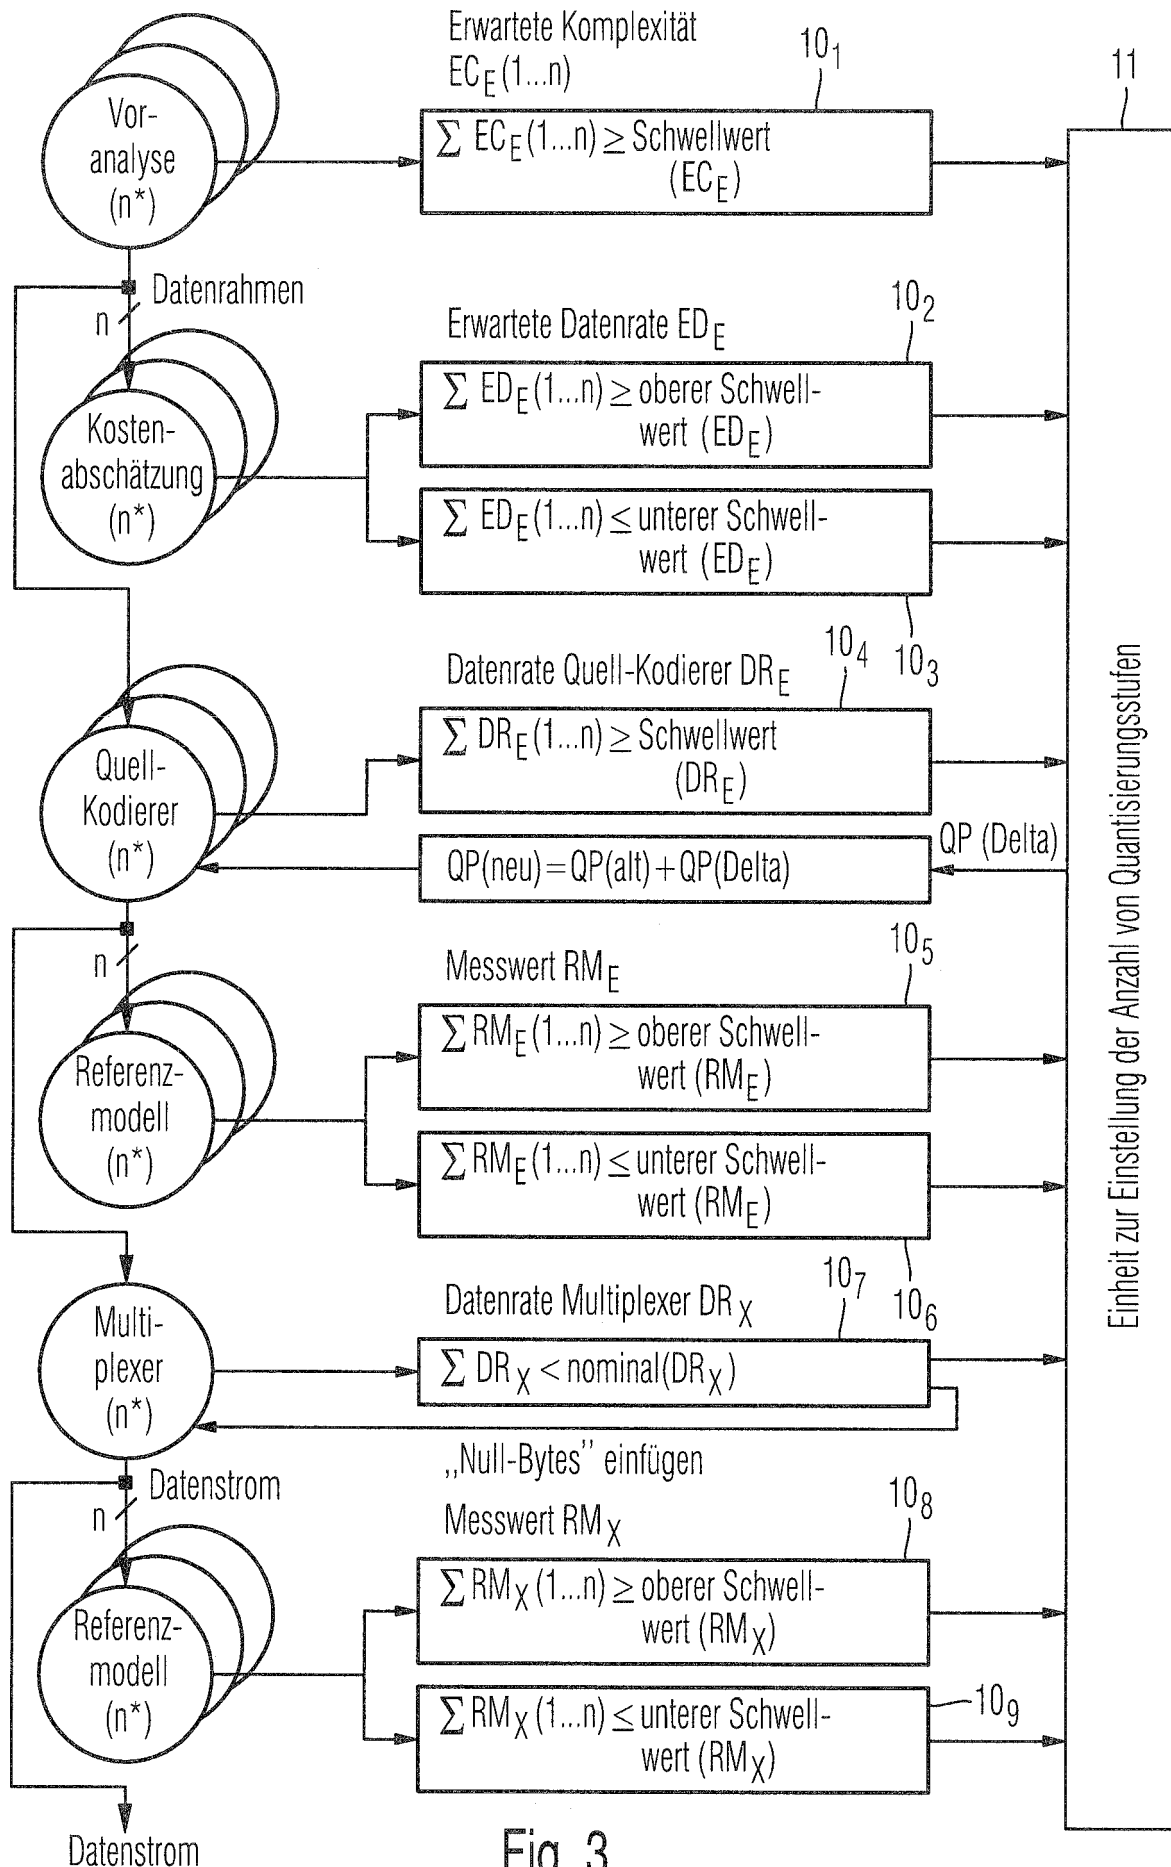 Erwartete Komplexität
EC_E(1...n)
10_1
11
Vor-
analyse
(n*)
∑ EC_E(1...n) ≥ Schwellwert
(EC_E)
Datenrahmen
n
Erwartete Datenrate ED_E
10_2
Kosten-
abschätzung
(n*)
∑ ED_E(1...n) ≥ oberer Schwell-
wert (ED_E)
∑ ED_E(1...n) ≤ unterer Schwell-
wert (ED_E)
10_3
Datenrate Quell-Kodierer DR_E
10_4
Quell-
Kodierer
(n*)
∑ DR_E(1...n) ≥ Schwellwert
(DR_E)
QP (Delta)
QP(neu)=QP(alt)+QP(Delta)
Einheit zur Einstellung der Anzahl von Quantisierungsstufen
n
Messwert RM_E
10_5
Referenz-
modell
(n*)
∑ RM_E(1...n) ≥ oberer Schwell-
wert (RM_E)
∑ RM_E(1...n) ≤ unterer Schwell-
wert (RM_E)
10_6
Datenrate Multiplexer DR_X
10_7
Multi-
plexer
(n*)
∑ DR_X < nominal(DR_X)
„Null-Bytes” einfügen
Datenstrom
n
Messwert RM_X
10_8
Referenz-
modell
(n*)
∑ RM_X(1...n) ≥ oberer Schwell-
wert (RM_X)
∑ RM_X(1...n) ≤ unterer Schwell-
wert (RM_X)
10_9
Datenstrom
Fig. 3